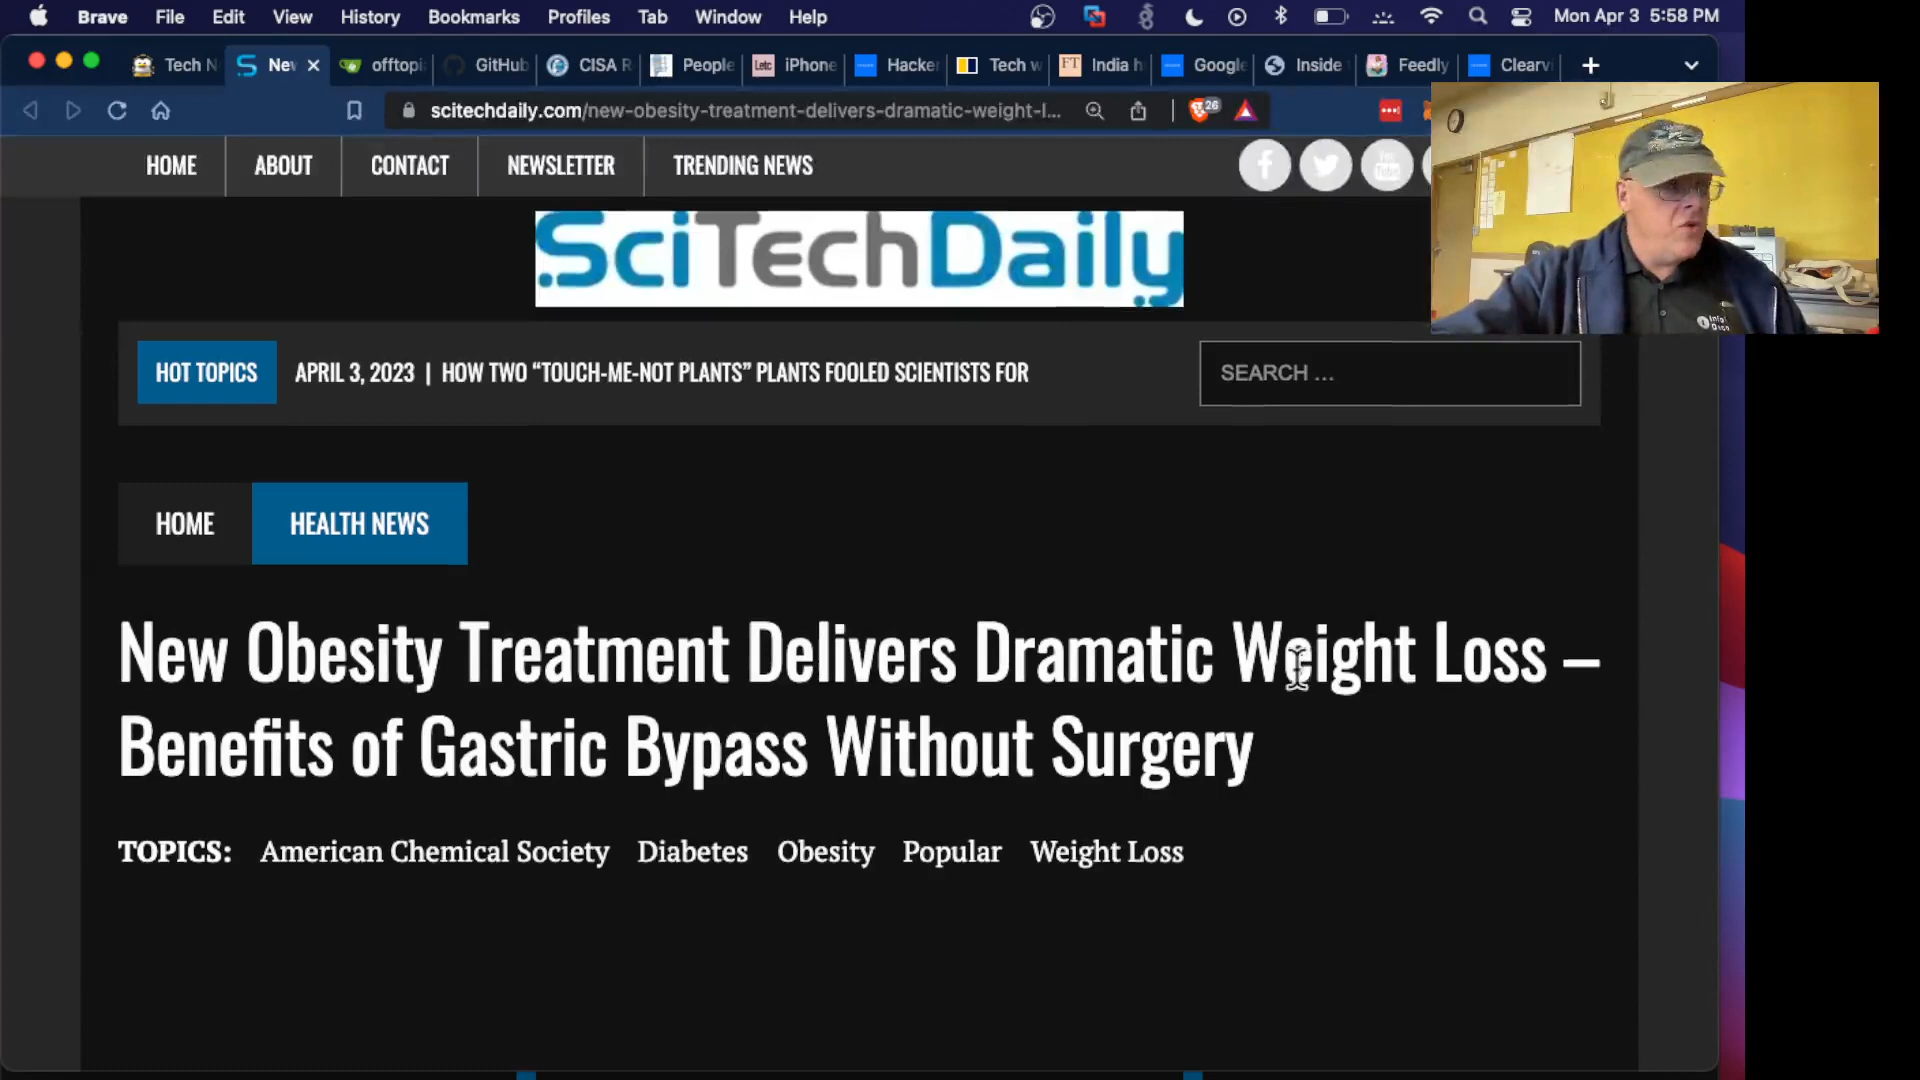 Brave File Edit View History Bookmarks Profiles Tab Window Help Mon Apr 3 5:58 PM
Tech N New offtopi GitHub CISA R People iPhone Hacker Tech w India h Google Inside Feedly Clearvi
scitechdaily.com/new-obesity-treatment-delivers-dramatic-weight-l... 26
HOME ABOUT CONTACT NEWSLETTER TRENDING NEWS
SciTechDaily
HOT TOPICS APRIL 3, 2023 | HOW TWO “TOUCH-ME-NOT PLANTS” PLANTS FOOLED SCIENTISTS FOR SEARCH ...
HOME HEALTH NEWS
New Obesity Treatment Delivers Dramatic Weight Loss –
Benefits of Gastric Bypass Without Surgery
TOPICS: American Chemical Society Diabetes Obesity Popular Weight Loss